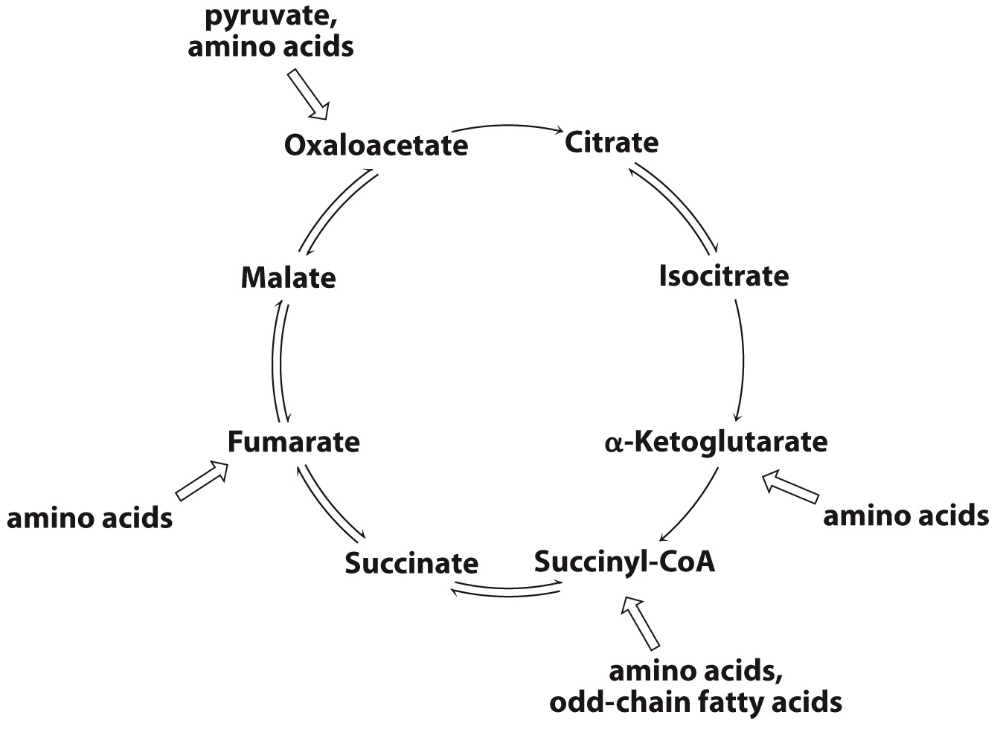 pyruvate,
amino acids
Oxaloacetate
Citrate
Malate
Isocitrate
Fumarate
α-Ketoglutarate
amino acids
amino acids
Succinate
Succinyl-CoA
amino acids,
odd-chain fatty acids